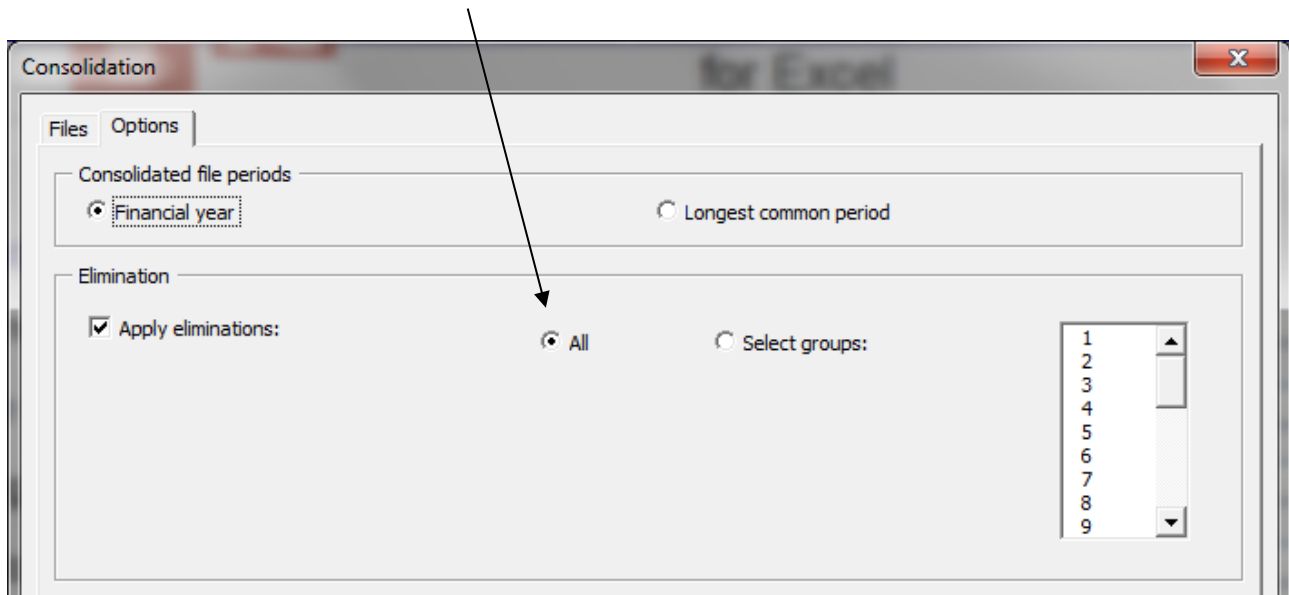 for Excel
Consolidation
Files Options
Consolidated file periods
Financial year Longest common period
Elimination
Apply eliminations: All Select groups:
1
2
3
4
5
6
7
8
9